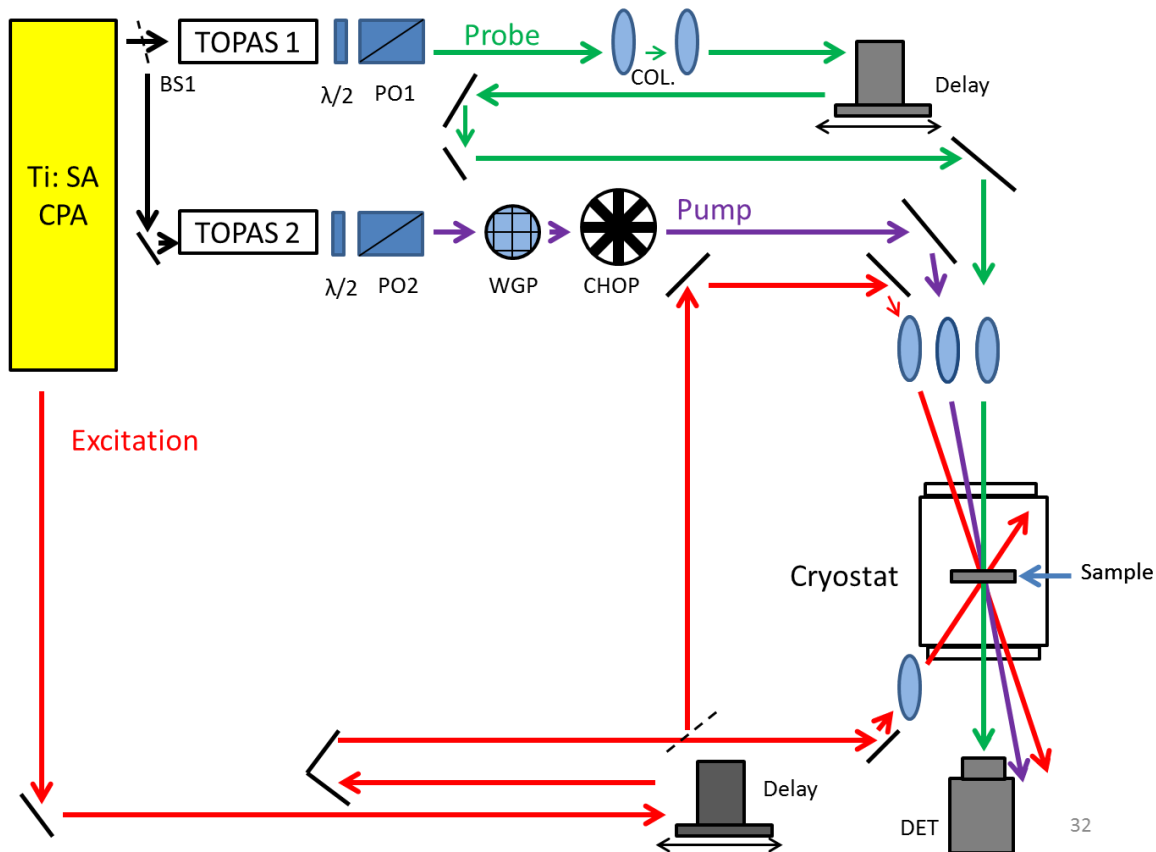 TOPAS 1
Probe
BS1
λ/2
PO1
COL.
Delay
Ti: SA
CPA
TOPAS 2
Pump
λ/2
PO2
WGP
CHOP
Excitation
Cryostat
Sample
Delay
DET
32